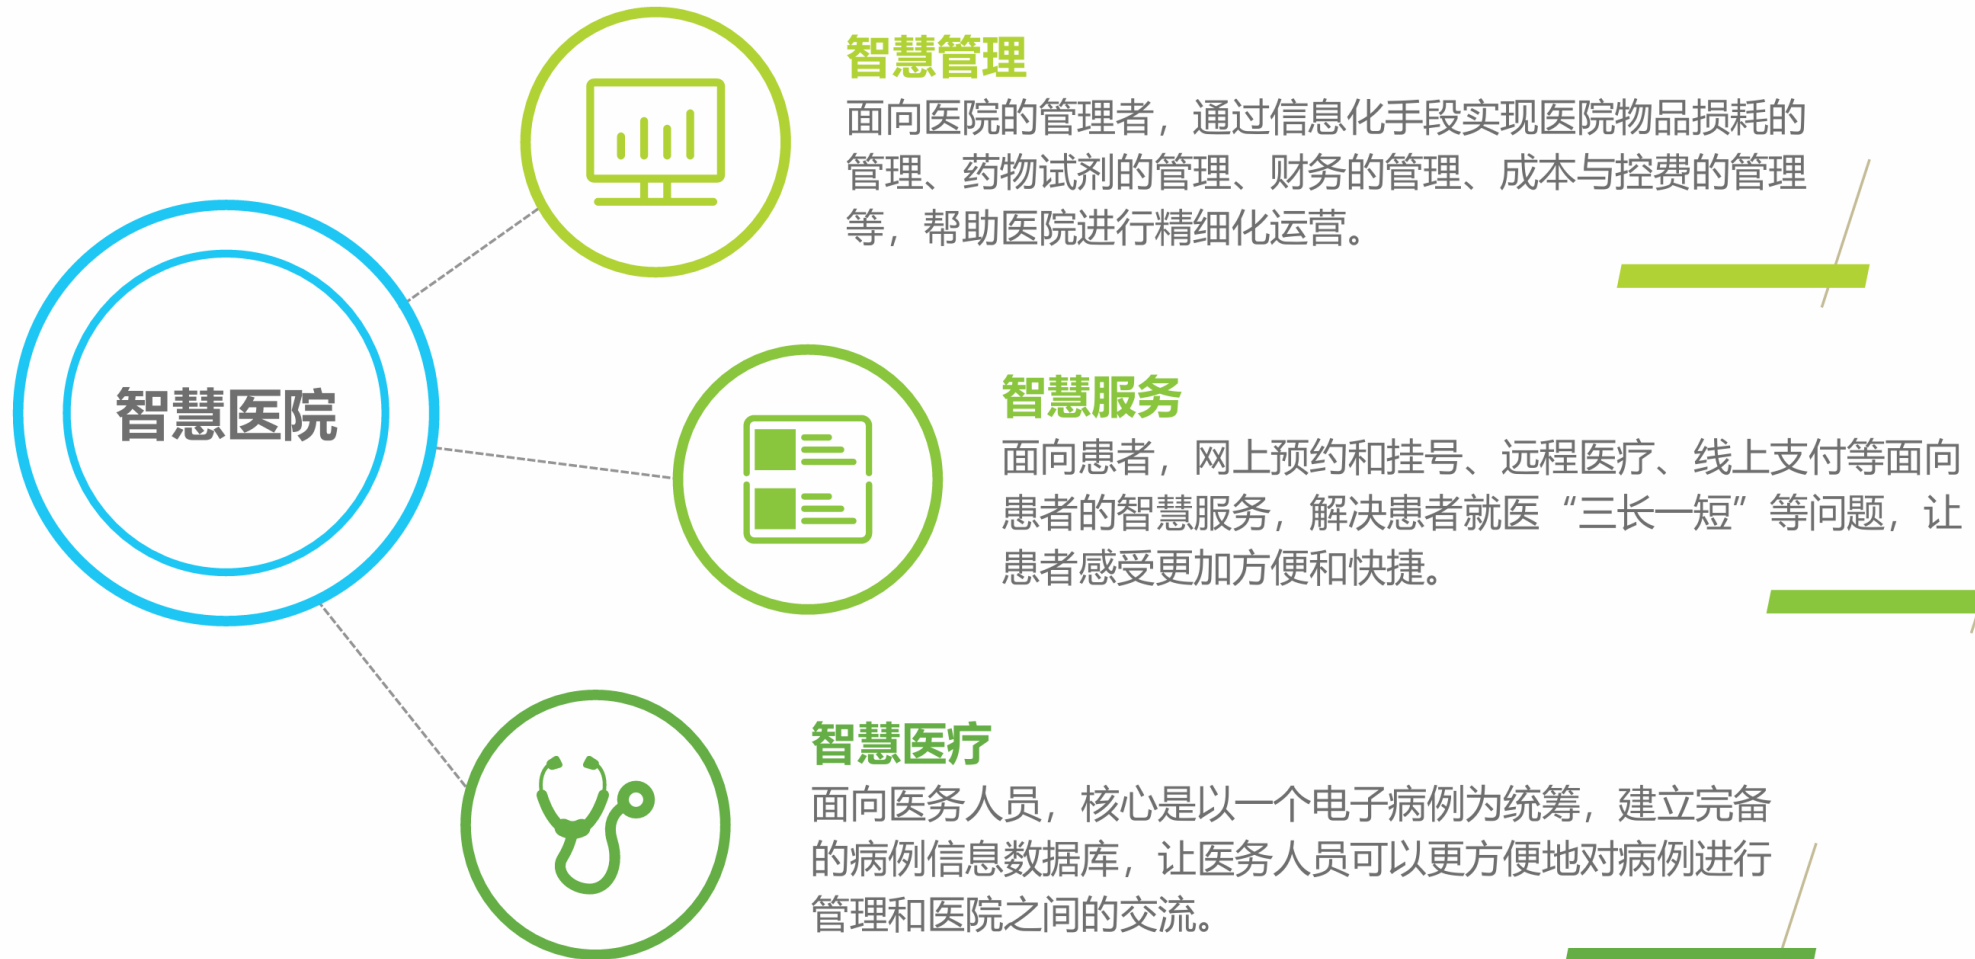 智慧医院
智慧管理
面向医院的管理者，通过信息化手段实现医院物品损耗的
管理、药物试剂的管理、财务的管理、成本与控费的管理
等，帮助医院进行精细化运营。
智慧服务
面向患者，网上预约和挂号、远程医疗、线上支付等面向
患者的智慧服务，解决患者就医“三长一短”等问题，让
患者感受更加方便和快捷。
智慧医疗
面向医务人员，核心是以一个电子病例为统筹，建立完备
的病例信息数据库，让医务人员可以更方便地对病例进行
管理和医院之间的交流。